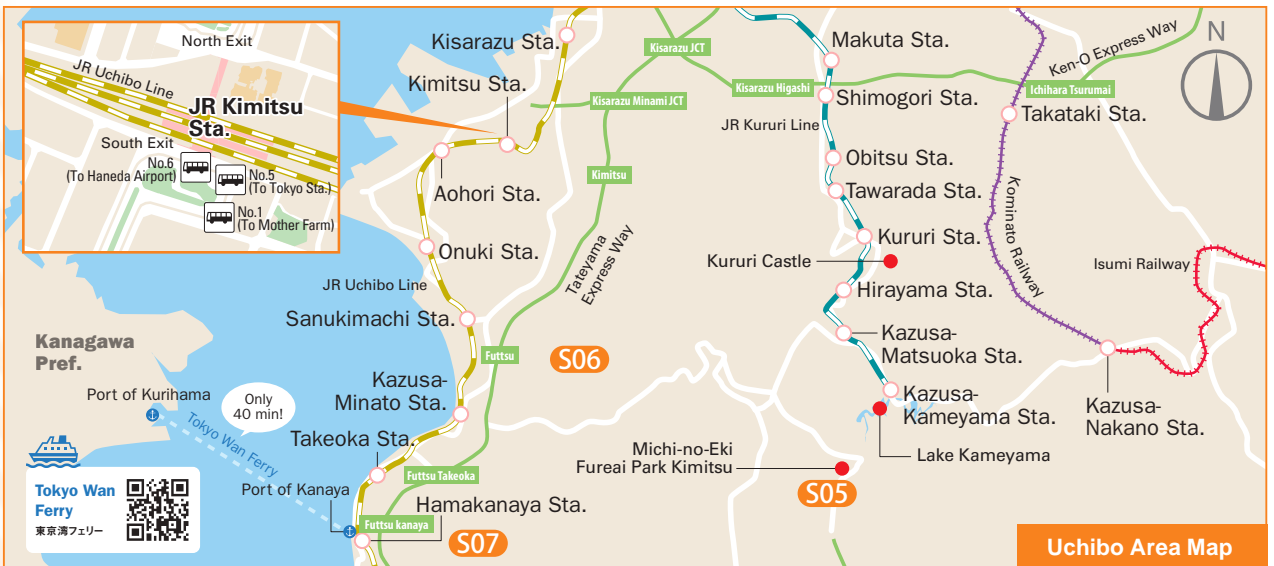 North Exit
JR Uchibo Line
JR Kimitsu
Sta.
South Exit
No.6
(To Haneda Airport)
No.5
(To Tokyo Sta.)
No.1
(To Mother Farm)
Kisarazu Sta.
Kimitsu Sta.
Aohori Sta.
Onuki Sta.
JR Uchibo Line
Sanukimachi Sta.
Kazusa-
Minato Sta.
Takeoka Sta.
Hamakanaya Sta.
Kisarazu JCT
Kisarazu Minami JCT
Kimitsu
Tateyama
Express Way
Futtsu
Futtsu Takeoka
Futtsu kanaya
S06
S07
S05
Kanagawa
Pref.
Port of Kurihama
Only
40 min!
Tokyo Wan Ferry
Port of Kanaya
Tokyo Wan
Ferry
東京湾フェリー
Makuta Sta.
Kisarazu Higashi
Shimogori Sta.
JR Kururi Line
Obitsu Sta.
Tawarada Sta.
Kururi Sta.
Kururi Castle
Hirayama Sta.
Kazusa-
Matsuoka Sta.
Kazusa-
Kameyama Sta.
Lake Kameyama
Michi-no-Eki
Fureai Park Kimitsu
N
Ken-O Express Way
Ichihara Tsurumai
Takataki Sta.
Kominato Railway
Isumi Railway
Kazusa-
Nakano Sta.
Uchibo Area Map